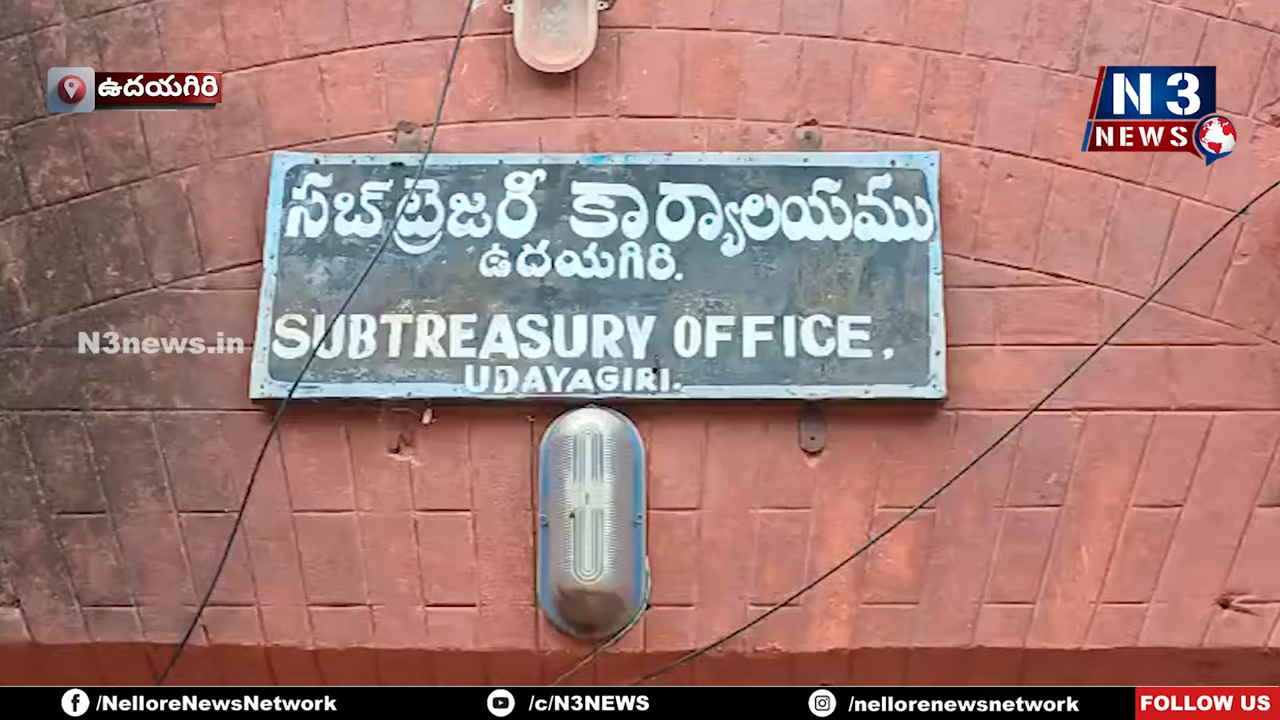 ఉదయగిరి
N3
NEWS
సబ్ ట్రెజరీ కార్యాలయము
ఉదయగిరి.
SUBTREASURY OFFICE,
UDAYAGIRI.
N3news.in
/NelloreNewsNetwork
/c/N3NEWS
/nellorenewsnetwork
FOLLOW US